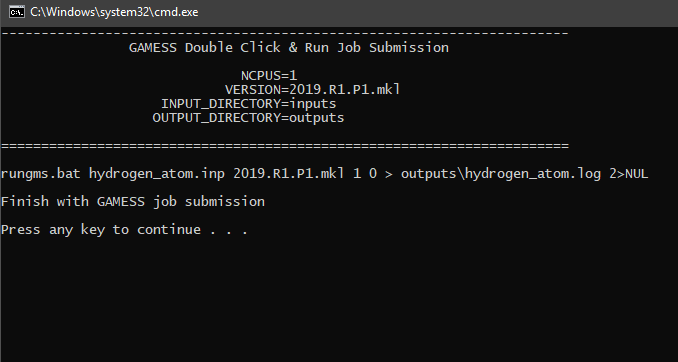 C:\Windows\system32\cmd.exe
-----------------------------------------------------------------------
GAMESS Double Click & Run Job Submission
NCPUS=1
VERSION=2019.R1.P1.mkl
INPUT_DIRECTORY=inputs
OUTPUT_DIRECTORY=outputs
=======================================================================
rungms.bat hydrogen_atom.inp 2019.R1.P1.mkl 1 0 > outputs\hydrogen_atom.log 2>NUL
Finish with GAMESS job submission
Press any key to continue . . .